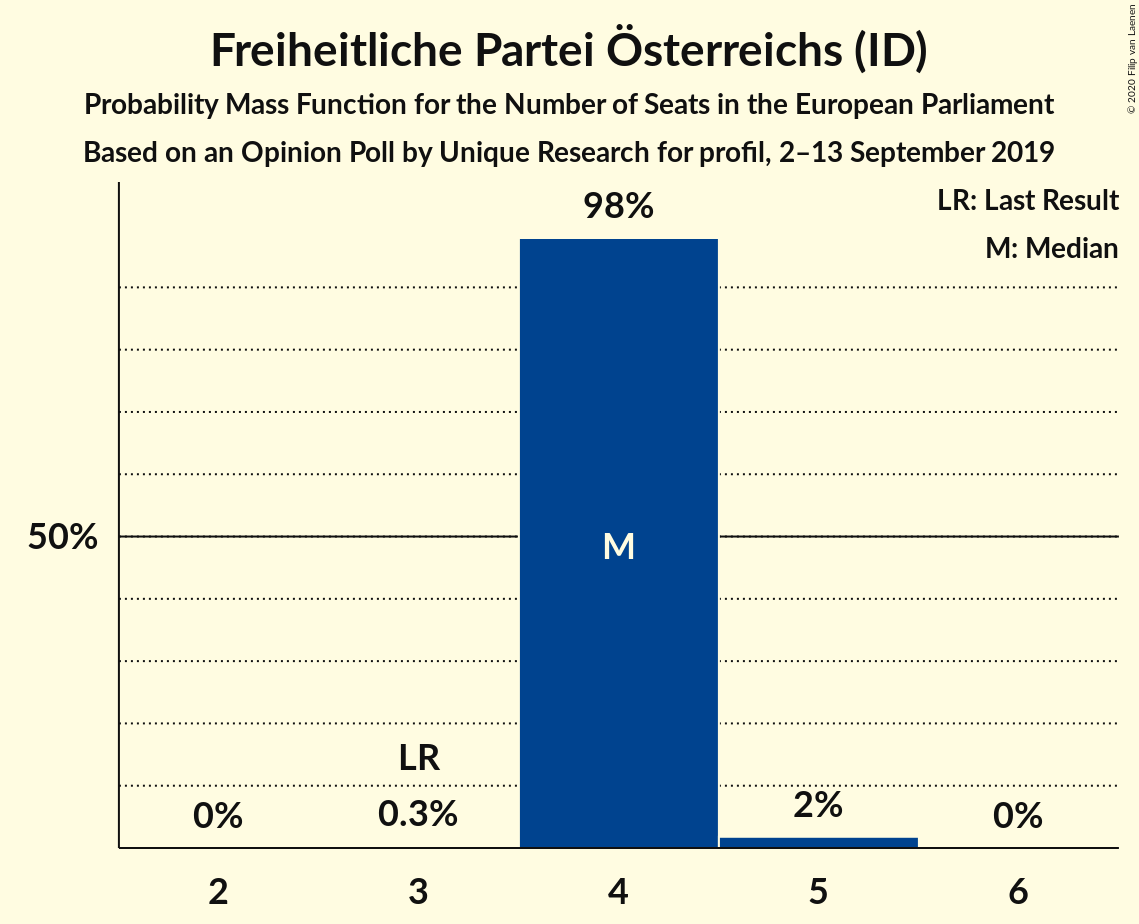 Freiheitliche Partei Österreichs (ID)
Probability Mass Function for the Number of Seats in the European Parliament
Based on an Opinion Poll by Unique Research for profil, 2–13 September 2019
© 2020 Filip van Laenen
LR: Last Result
M: Median
98%
50%
M
LR
0%
0.3%
2%
0%
2
3
4
5
6